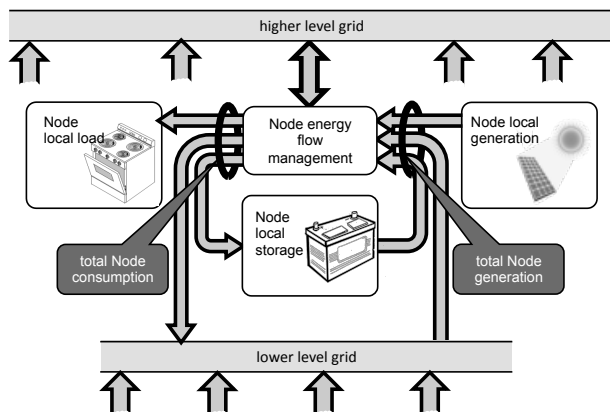 higher level grid
Node
local load
Node energy
flow
management
Node local
generation
Node
local
storage
total Node
consumption
total Node
generation
lower level grid